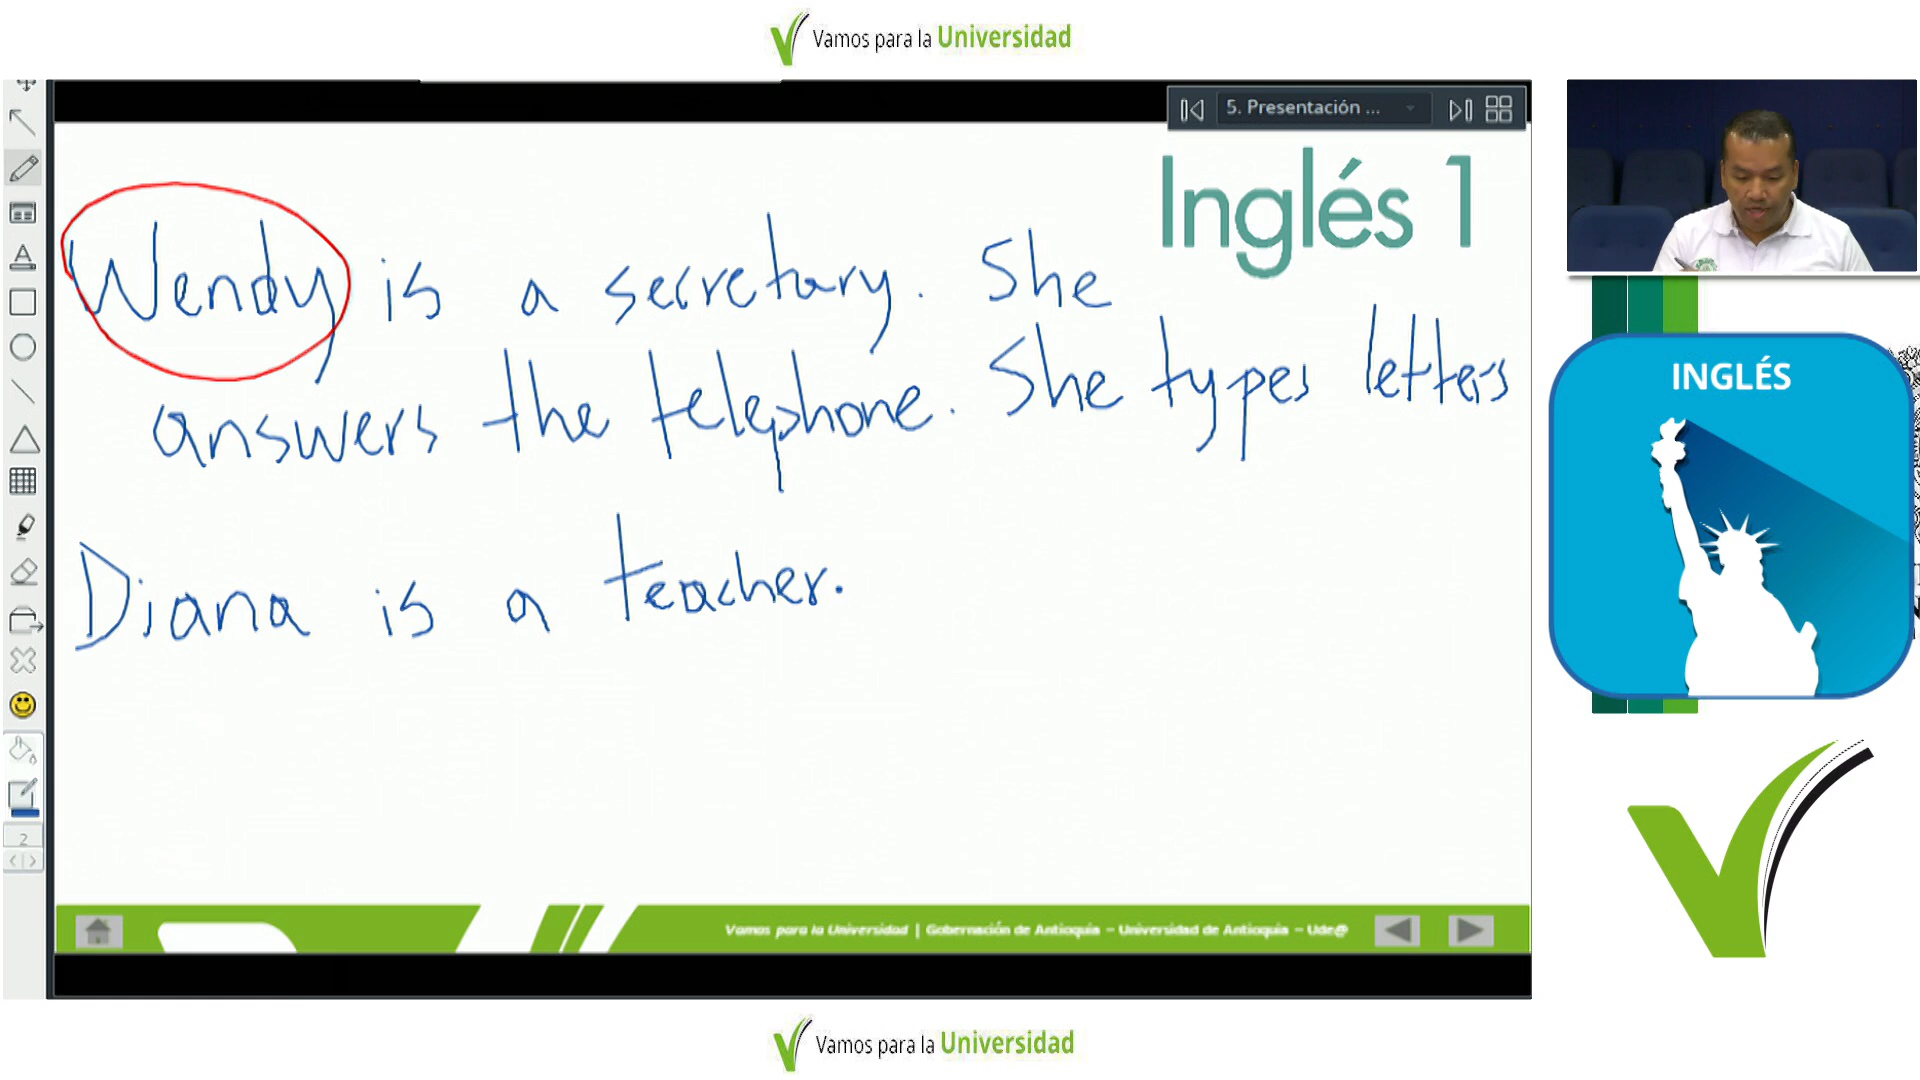 Vamos para la Universidad
5. Presentación ...
Inglés 1
Wendy is a secretary. She
answers the telephone. She types letters
Diana is a teacher.
INGLÉS
2
Vamos para la Universidad | Gobernación de Antioquia – Universidad de Antioquia – Ude@
Vamos para la Universidad